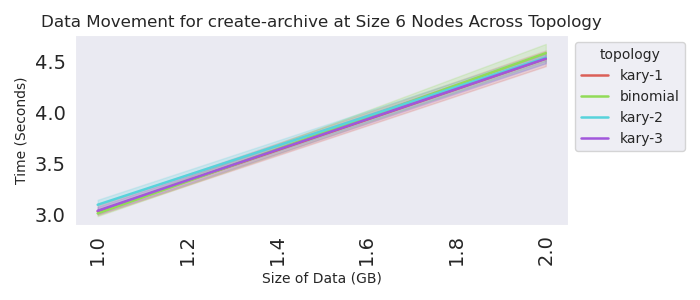 Data Movement for create-archive at Size 6 Nodes Across Topology
Time (Seconds)
4.5
4.0
3.5
3.0
1.0
1.2
1.4
1.6
1.8
2.0
Size of Data (GB)
topology
kary-1
binomial
kary-2
kary-3